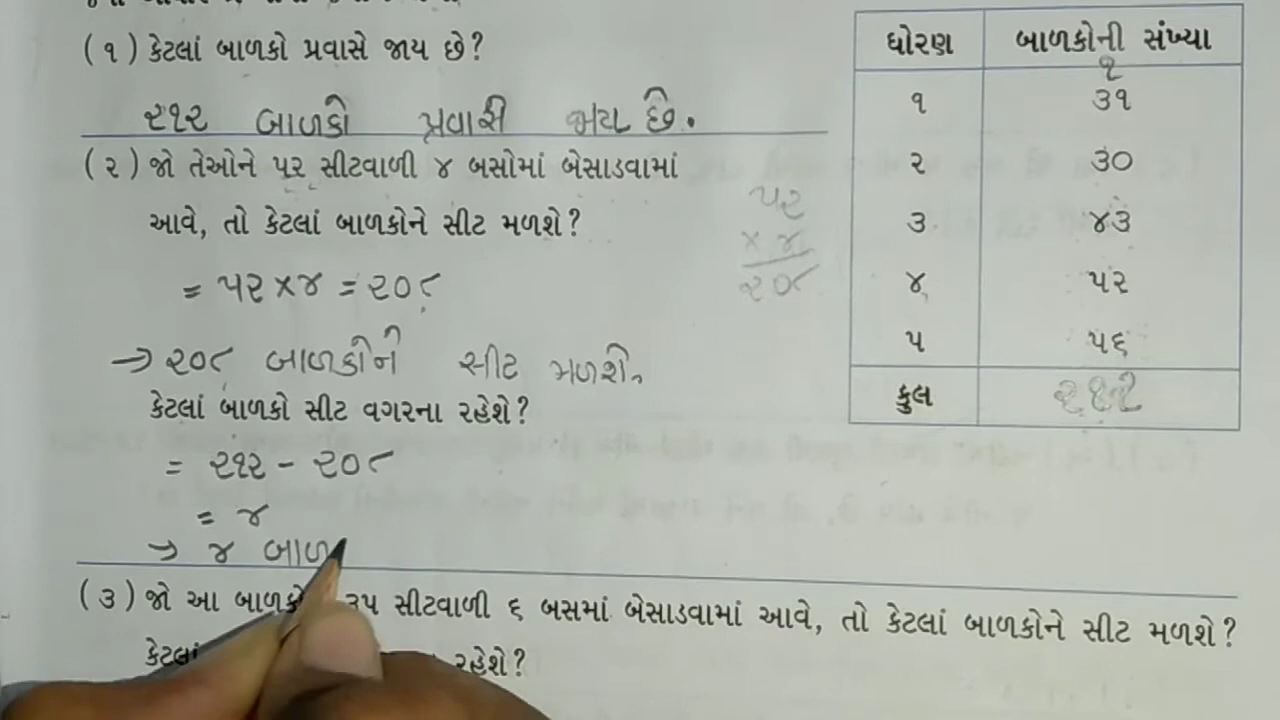 (૧) કેટલાં બાળકો પ્રવાસે જાય છે?
૨૧૨ બાળકો પ્રવાસે જાય છે.
(૨) જો તેઓને ૫૨ સીટવાળી ૪ બસોમાં બેસાડવામાં
આવે, તો કેટલાં બાળકોને સીટ મળશે?
= ૫૨ × ૪ = ૨૦૮
→ ૨૦૮ બાળકોને સીટ મળશે.
કેટલાં બાળકો સીટ વગરના રહેશે?
= ૨૧૨ - ૨૦૮
= ૪
→ ૪ બાળ
૫૨
× ૪
૨૦૮
ધોરણ બાળકોની સંખ્યા
૧
૧ ૩૧
૨ ૩૦
૩ ૪૩
૪ ૫૨
૫ ૫૬
કુલ ૨૧૨
(૩) જો આ બાળકો ૩૫ સીટવાળી ૬ બસમાં બેસાડવામાં આવે, તો કેટલાં બાળકોને સીટ મળશે?
કેટલાં રહેશે?